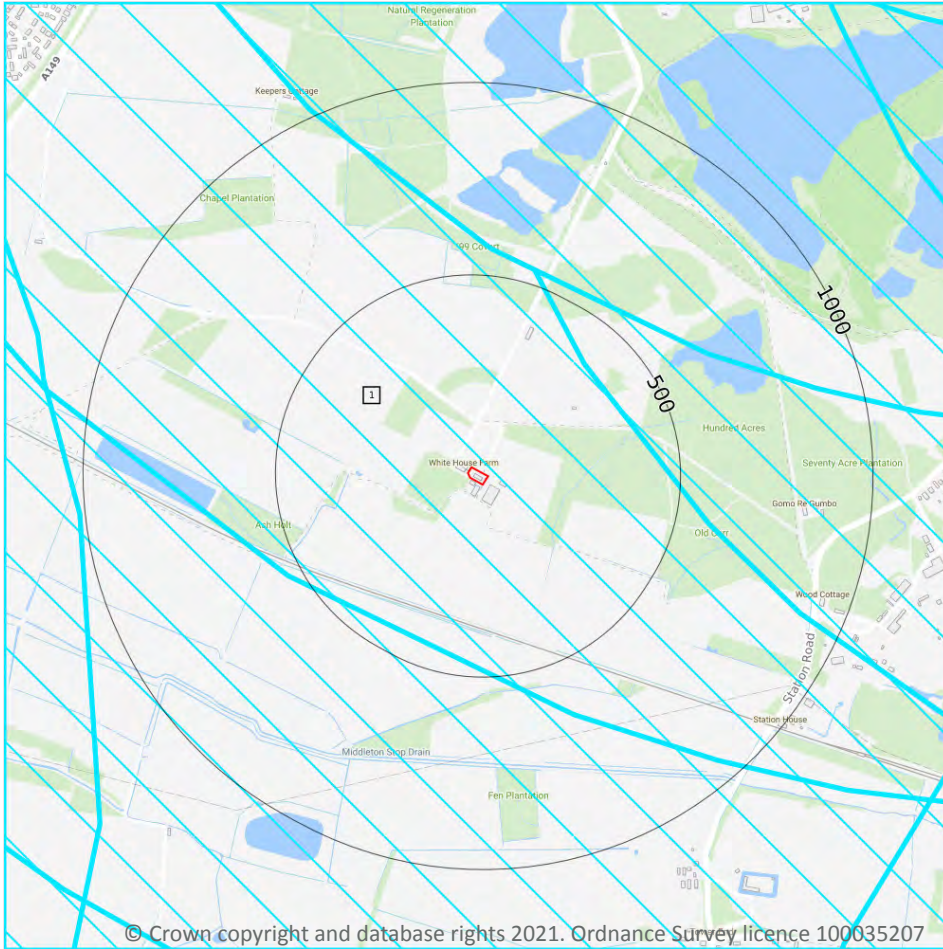 Natural Regeneration
Plantation
A149
Keepers Cottage
Chapel Plantation
'99 Covert
1000
500
1
Hundred Acres
White House Farm
Seventy Acre Plantation
Gomo Re Gumbo
Ash Holt
Old Carr
Wood Cottage
Station Road
Station House
Middleton Stop Drain
Fen Plantation
© Crown copyright and database rights 2021. Ordnance Survey licence 100035207